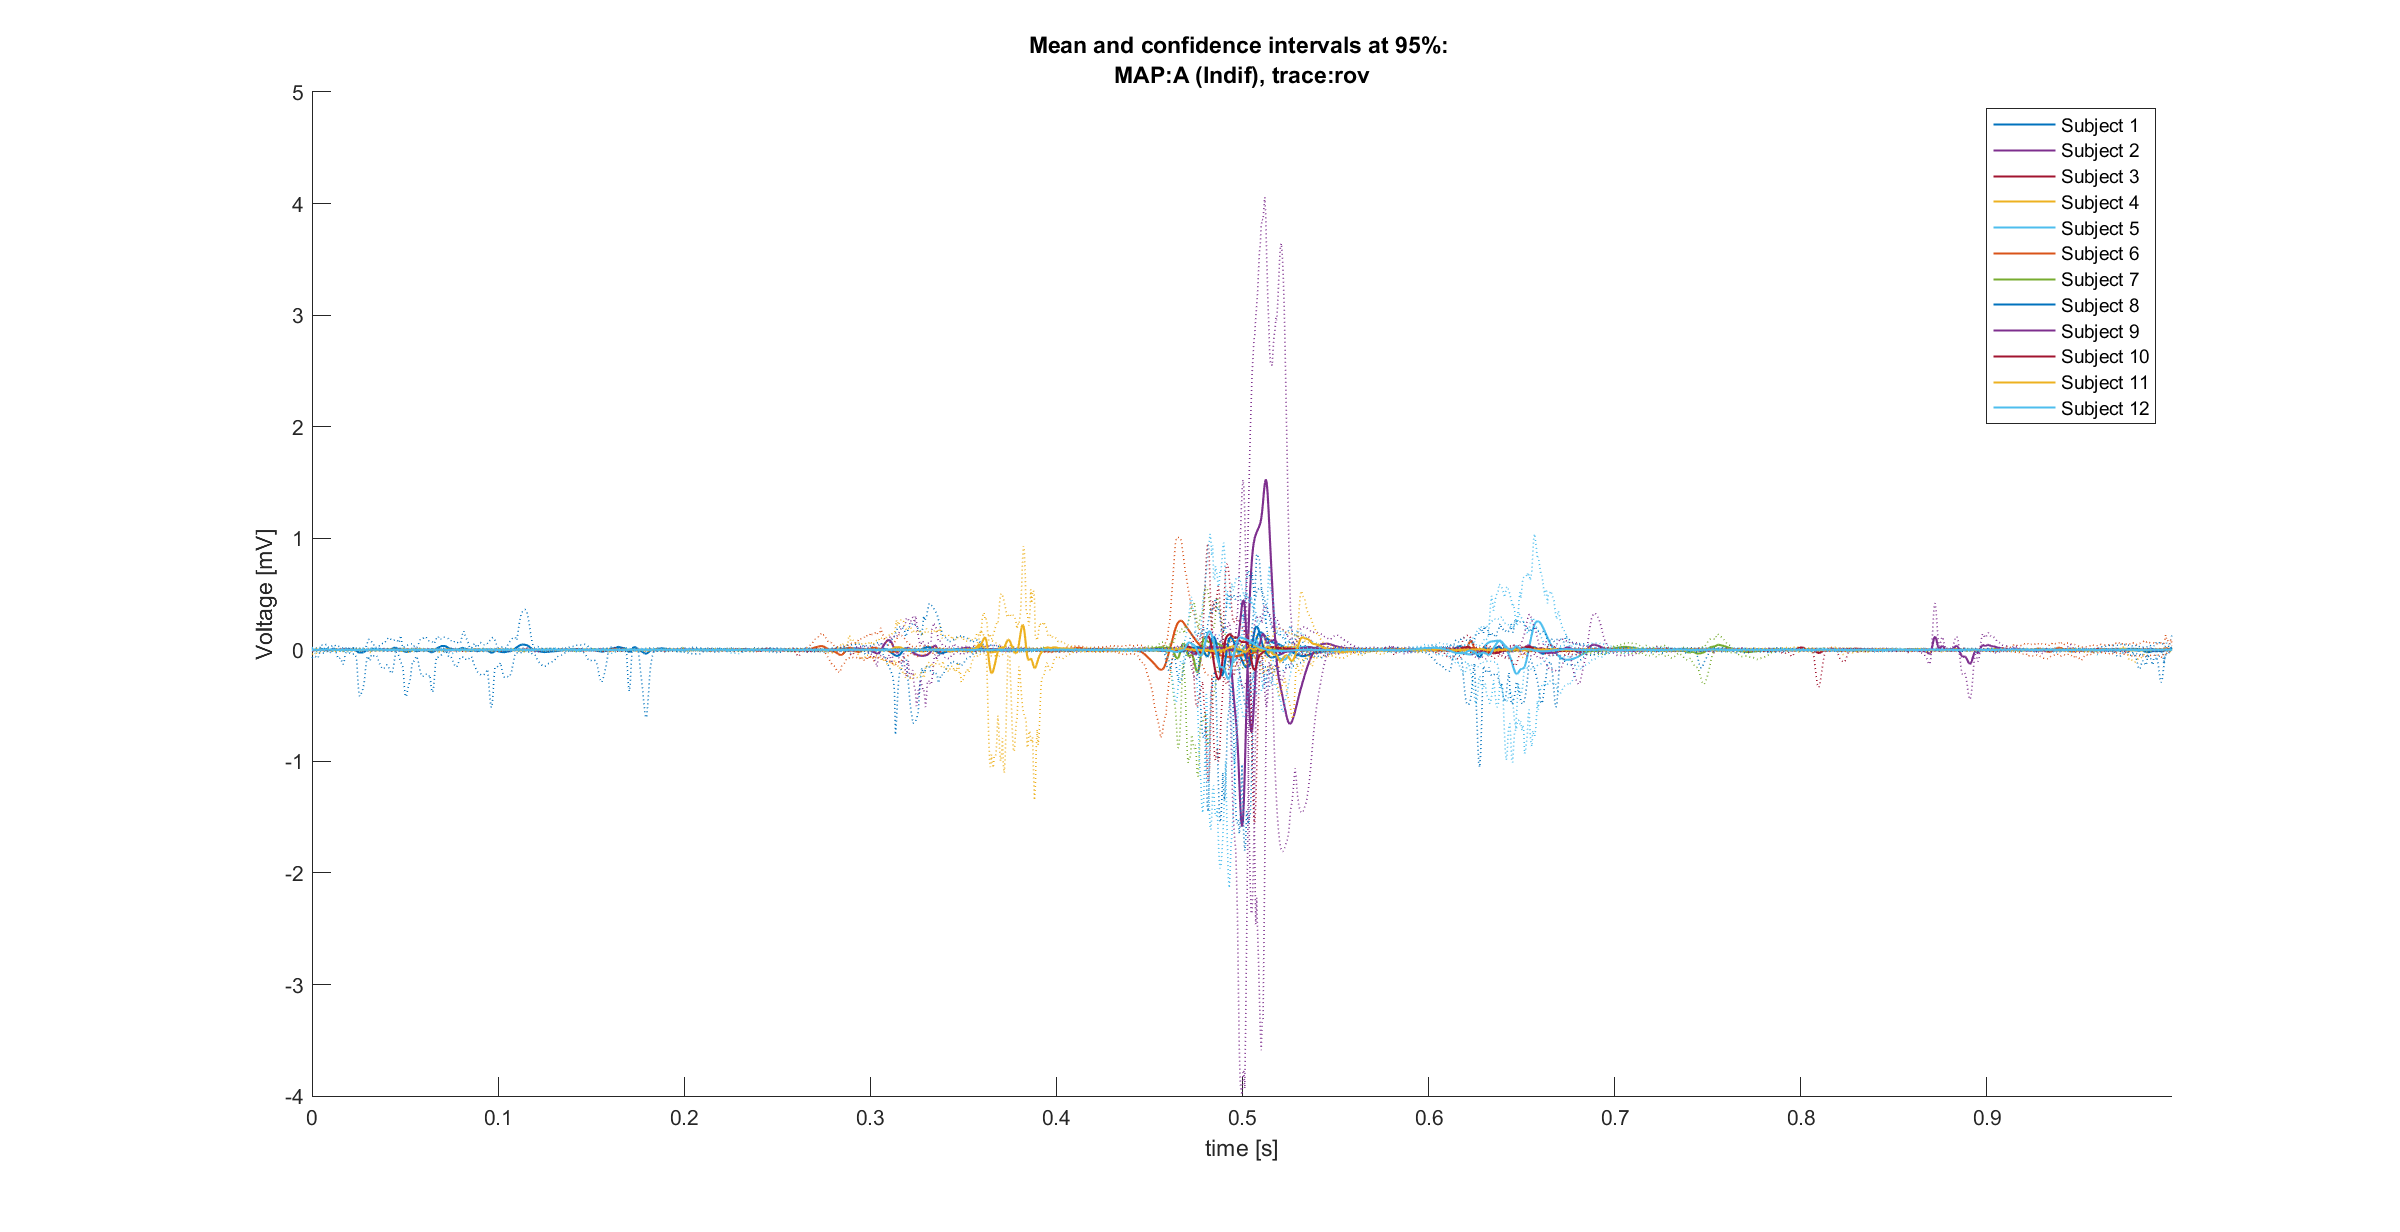 Mean and confidence intervals at 95%:
MAP:A (Indif), trace:rov
5
4
3
2
1
0
-1
-2
-3
-4
Voltage [mV]
0
0.1
0.2
0.3
0.4
0.5
0.6
0.7
0.8
0.9
time [s]
Subject 1
Subject 2
Subject 3
Subject 4
Subject 5
Subject 6
Subject 7
Subject 8
Subject 9
Subject 10
Subject 11
Subject 12